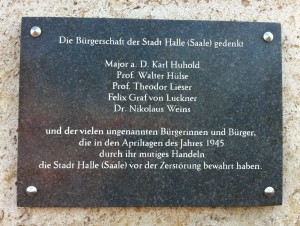 Die Bürgerschaft der Stadt Halle (Saale) gedenkt
Major a. D. Karl Huhold
Prof. Walter Hülse
Prof. Theodor Lieser
Felix Graf von Luckner
Dr. Nikolaus Weins
und der vielen ungenannten Bürgerinnen und Bürger,
die in den Apriltagen des Jahres 1945
durch ihr mutiges Handeln
die Stadt Halle (Saale) vor der Zerstörung bewahrt haben.